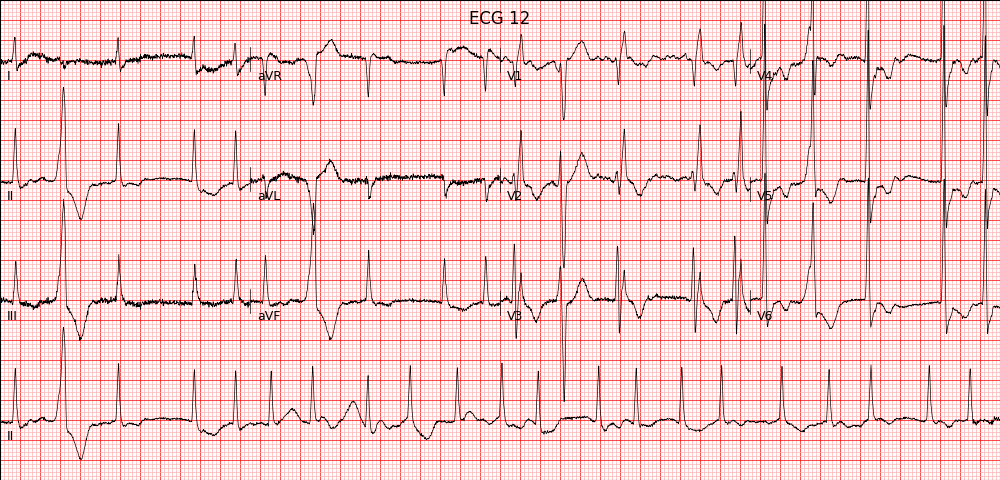 ECG 12
I aVR V1 V4
II aVL V2 V5
III aVF V3 V6
II